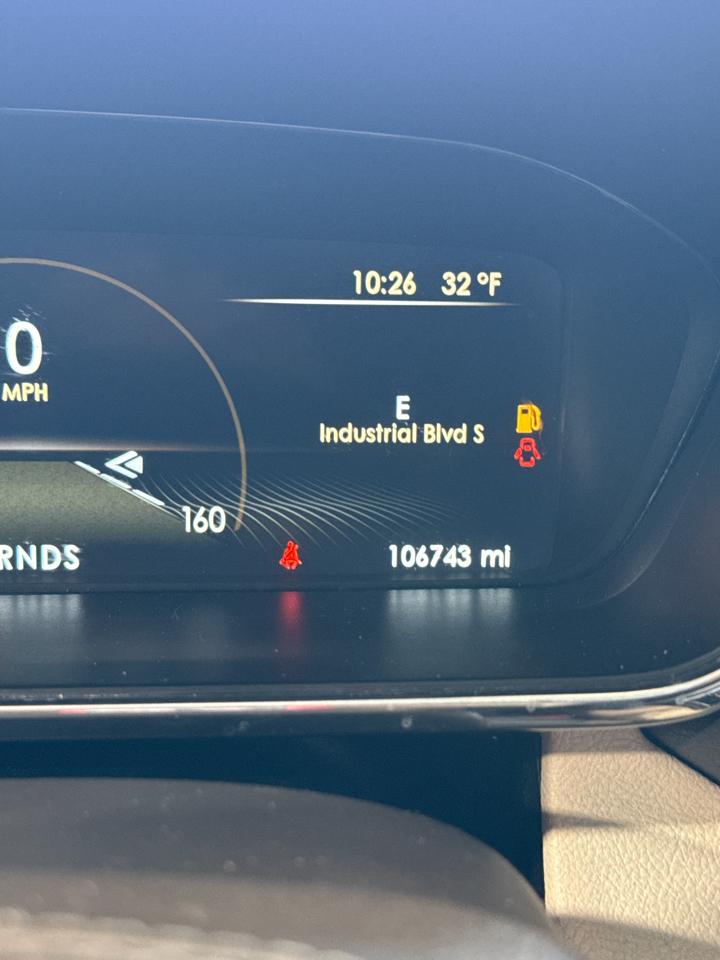 10:26 32 °F
0
MPH
E
Industrial Blvd S
160
RNDS
106743 mi